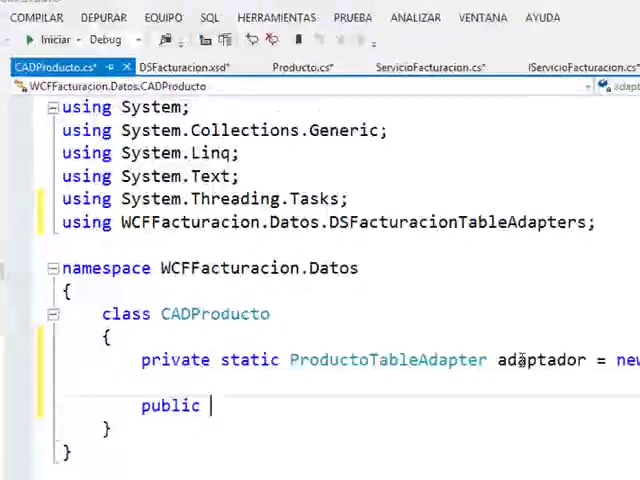 COMPILAR DEPURAR EQUIPO SQL HERRAMIENTAS PRUEBA ANALIZAR VENTANA AYUDA
Iniciar Debug
CADProducto.cs* DSFacturacion.xsd* Producto.cs* ServicioFacturacion.cs* IServicioFacturacion.cs*
WCFFacturacion.Datos.CADProducto adapt
using System;
using System.Collections.Generic;
using System.Linq;
using System.Text;
using System.Threading.Tasks;
using WCFFacturacion.Datos.DSFacturacionTableAdapters;
namespace WCFFacturacion.Datos
{
class CADProducto
{
private static ProductoTableAdapter adaptador = new
public
}
}